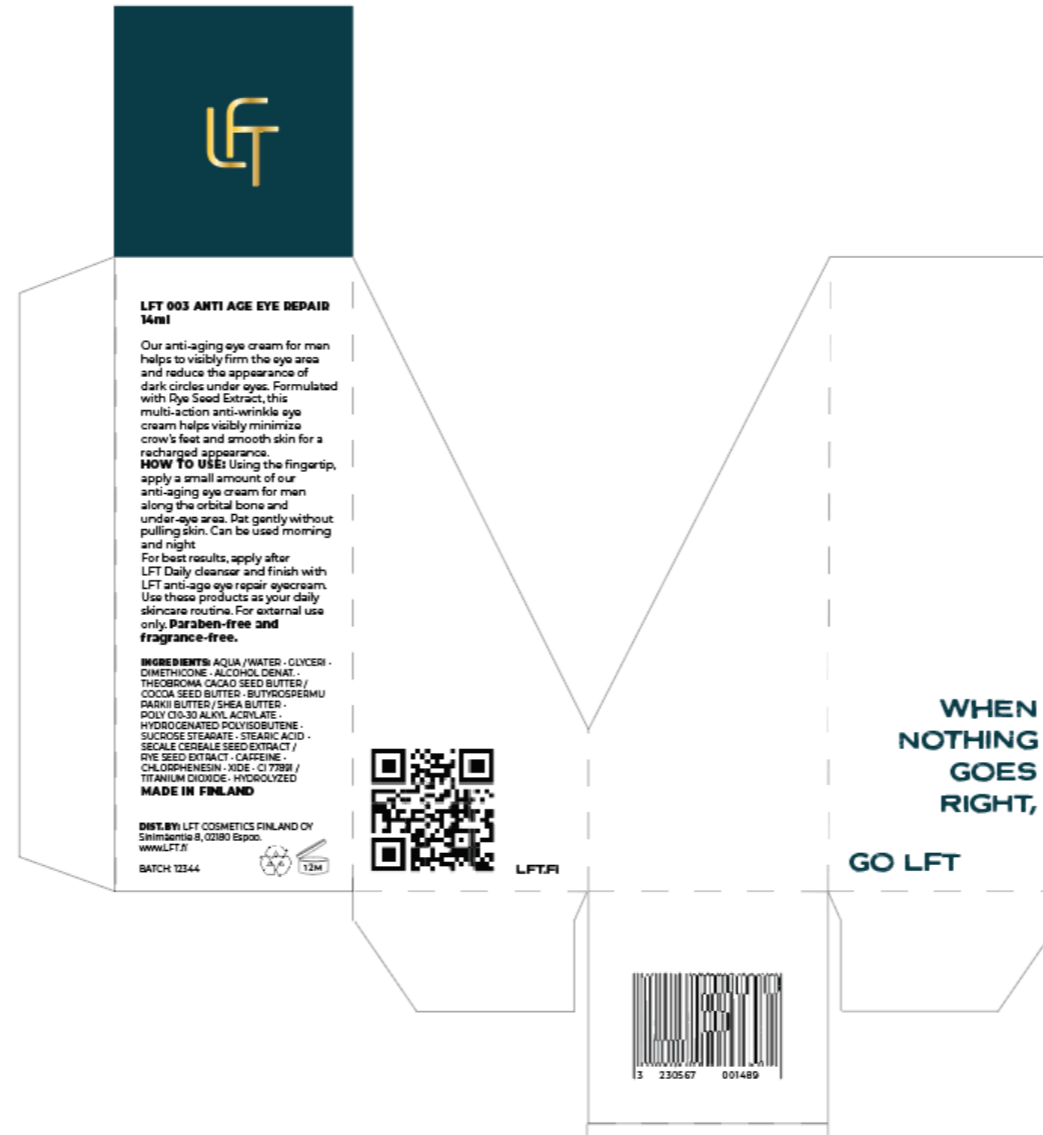 LFT
LFT 003 ANTI AGE EYE REPAIR
14ml
Our anti-aging eye cream for men
helps to visibly firm the eye area
and reduce the appearance of
dark circles under eyes. Formulated
with Rye Seed Extract, this
multi-action anti-wrinkle eye
cream helps visibly minimize
crow's feet and smooth skin for a
recharged appearance.
HOW TO USE: Using the fingertip,
apply a small amount of our
anti-aging eye cream for men
along the orbital bone and
under-eye area. Pat gently without
pulling skin. Can be used morning
and night
For best results, apply after
LFT Daily cleanser and finish with
LFT anti-age eye repair eyecream.
Use these products as your daily
skincare routine. For external use
only. Paraben-free and
fragrance-free.
INGREDIENTS: AQUA / WATER • GLYCERI •
DIMETHICONE • ALCOHOL DENAT. •
THEOBROMA CACAO SEED BUTTER /
COCOA SEED BUTTER • BUTYROSPERMU
PARKII BUTTER / SHEA BUTTER •
POLY C10-30 ALKYL ACRYLATE •
HYDROGENATED POLYISOBUTENE •
SUCROSE STEARATE • STEARIC ACID •
SECALE CEREALE SEED EXTRACT /
RYE SEED EXTRACT • CAFFEINE •
CHLORPHENESIN • XIDE • CI 77891 /
TITANIUM DIOXIDE • HYDROLYZED
MADE IN FINLAND
DIST.BY: LFT COSMETICS FINLAND OY
Sinimäentie 8, 02180 Espoo.
www.LFT.fi
BATCH: 12344
12M
LFT.FI
WHEN
NOTHING
GOES
RIGHT,
GO LFT
LFT
3 230567 001489